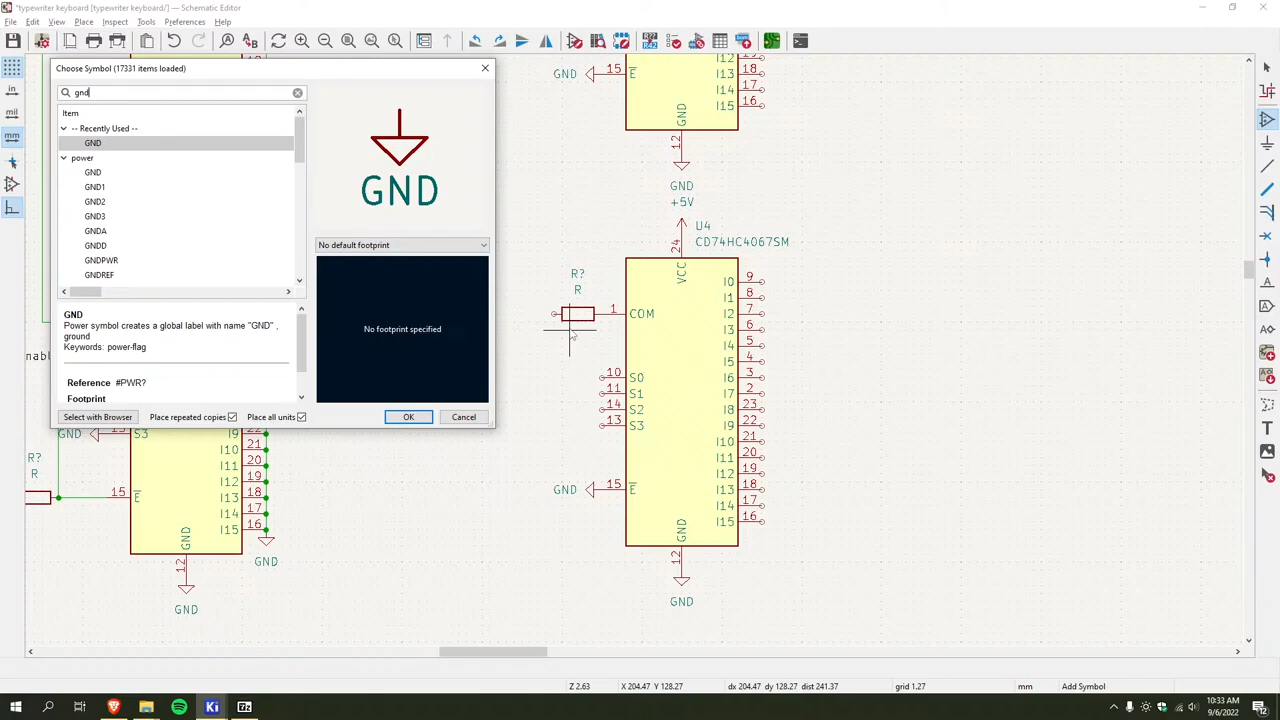 *typewriter keyboard [typewriter keyboard/] — Schematic Editor
File Edit View Place Inspect Tools Preferences Help
Choose Symbol (17331 items loaded)
gnd
Item
-- Recently Used --
GND
power
GND
GND1
GND2
GND3
GNDA
GNDD
GNDPWR
GNDREF
GND
No default footprint
No footprint specified
GND
Power symbol creates a global label with name "GND" ,
ground
Keywords: power-flag
Reference #PWR?
Footprint
Select with Browser Place repeated copies Place all units OK Cancel
in
mil
mm
I12
GND 15 E I13 17
I14
I15 16
GND
12
GND
+5V
U4
CD74HC4067SM
24
VCC
R?
R
1 COM
10 S0
11 S1
14 S2
13 S3
GND 15 E
I0 9
I1 8
I2 7
I3 6
I4 5
I5 4
I6 3
I7 2
I8 23
I9 22
I10 21
I11 20
I12 19
I13 18
I14 17
I15 16
GND
12
GND
GND S3 I9 22
I10 21
R?
R
I11 20
I12 19
15 E I13 18
I14 17
I15 16
GND
12
GND
GND
Z 2.63 X 204.47 Y 128.27 dx 204.47 dy 128.27 dist 241.37 grid 1.27 mm Add Symbol
10:33 AM
9/6/2022